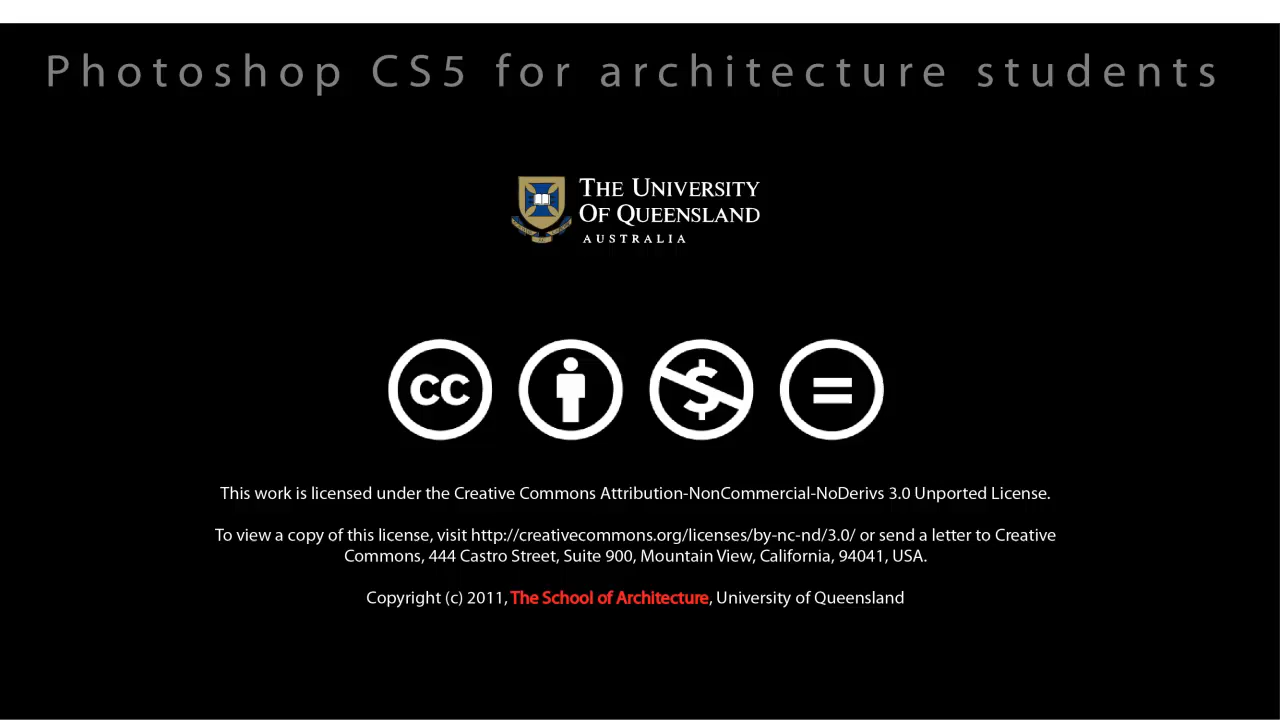 Photoshop CS5 for architecture students
THE UNIVERSITY
OF QUEENSLAND
AUSTRALIA
cc
$
=
This work is licensed under the Creative Commons Attribution-NonCommercial-NoDerivs 3.0 Unported License.
To view a copy of this license, visit http://creativecommons.org/licenses/by-nc-nd/3.0/ or send a letter to Creative
Commons, 444 Castro Street, Suite 900, Mountain View, California, 94041, USA.
Copyright (c) 2011, The School of Architecture, University of Queensland